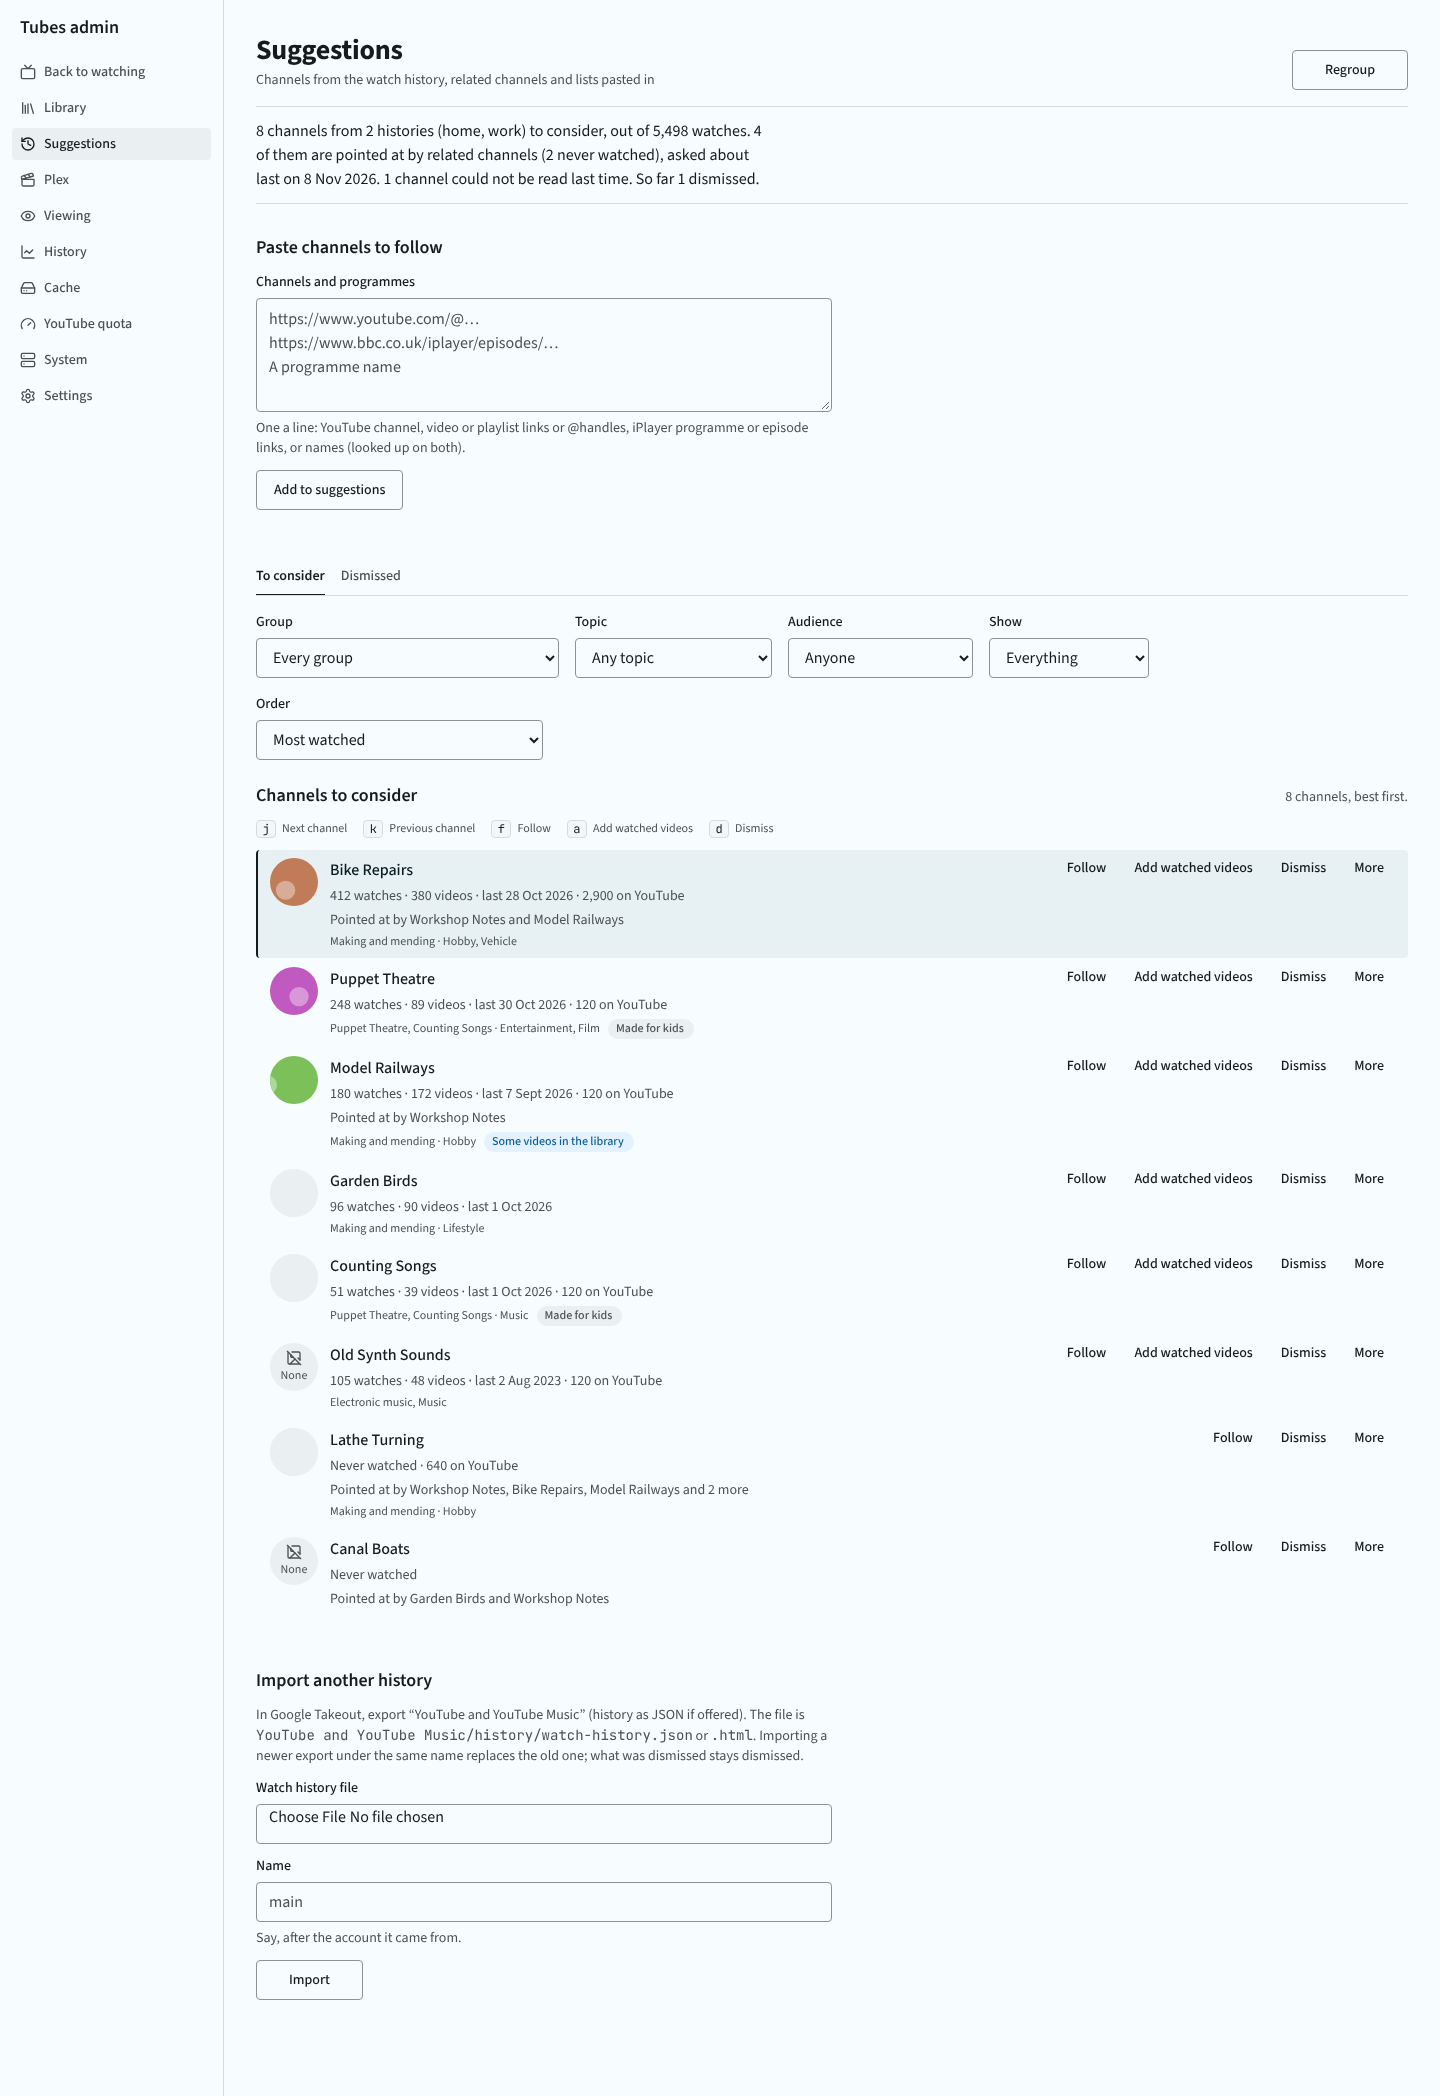 Tubes admin
Back to watching
Library
Suggestions
Plex
Viewing
History
Cache
YouTube quota
System
Settings
Suggestions
Channels from the watch history, related channels and lists pasted in
Regroup
8 channels from 2 histories (home, work) to consider, out of 5,498 watches. 4
of them are pointed at by related channels (2 never watched), asked about
last on 8 Nov 2026. 1 channel could not be read last time. So far 1 dismissed.
Paste channels to follow
Channels and programmes
https://www.youtube.com/@…
https://www.bbc.co.uk/iplayer/episodes/…
A programme name
One a line: YouTube channel, video or playlist links or @handles, iPlayer programme or episode
links, or names (looked up on both).
Add to suggestions
To consider Dismissed
Group Topic Audience Show
Every group Any topic Anyone Everything
Order
Most watched
Channels to consider
8 channels, best first.
j Next channel k Previous channel f Follow a Add watched videos d Dismiss
Bike Repairs
Follow Add watched videos Dismiss More
412 watches · 380 videos · last 28 Oct 2026 · 2,900 on YouTube
Pointed at by Workshop Notes and Model Railways
Making and mending · Hobby, Vehicle
Puppet Theatre
Follow Add watched videos Dismiss More
248 watches · 89 videos · last 30 Oct 2026 · 120 on YouTube
Puppet Theatre, Counting Songs · Entertainment, Film Made for kids
Model Railways
Follow Add watched videos Dismiss More
180 watches · 172 videos · last 7 Sept 2026 · 120 on YouTube
Pointed at by Workshop Notes
Making and mending · Hobby Some videos in the library
Garden Birds
Follow Add watched videos Dismiss More
96 watches · 90 videos · last 1 Oct 2026
Making and mending · Lifestyle
Counting Songs
Follow Add watched videos Dismiss More
51 watches · 39 videos · last 1 Oct 2026 · 120 on YouTube
Puppet Theatre, Counting Songs · Music Made for kids
None
Old Synth Sounds
Follow Add watched videos Dismiss More
105 watches · 48 videos · last 2 Aug 2023 · 120 on YouTube
Electronic music, Music
Lathe Turning
Follow Dismiss More
Never watched · 640 on YouTube
Pointed at by Workshop Notes, Bike Repairs, Model Railways and 2 more
Making and mending · Hobby
None
Canal Boats
Follow Dismiss More
Never watched
Pointed at by Garden Birds and Workshop Notes
Import another history
In Google Takeout, export “YouTube and YouTube Music” (history as JSON if offered). The file is
YouTube and YouTube Music/history/watch-history.json or .html. Importing a
newer export under the same name replaces the old one; what was dismissed stays dismissed.
Watch history file
Choose File No file chosen
Name
main
Say, after the account it came from.
Import